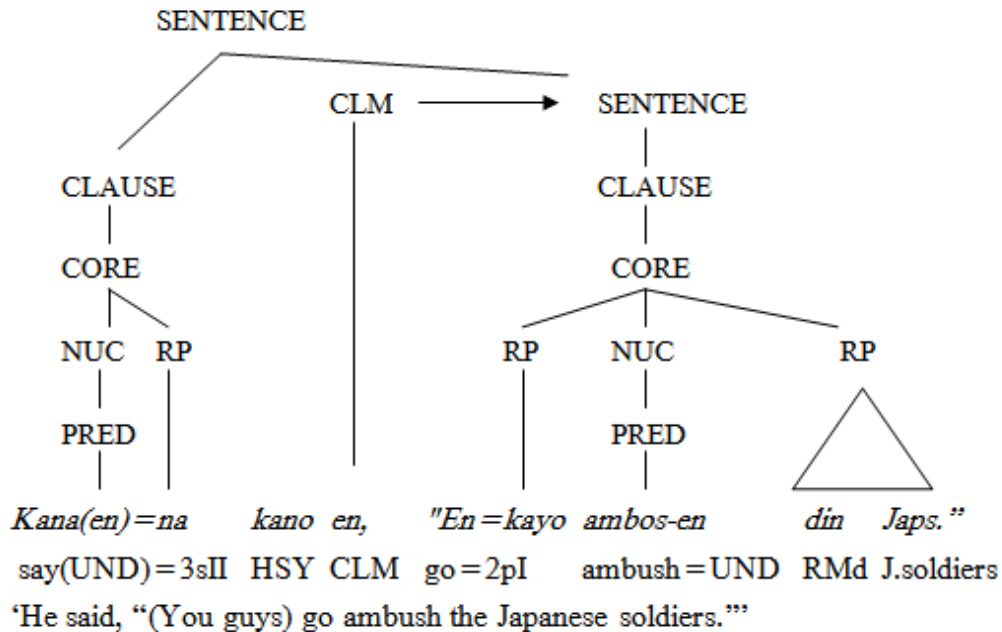 SENTENCE
CLM SENTENCE
CLAUSE CLAUSE
CORE CORE
NUC RP RP NUC RP
PRED PRED
Kana(en)=na kano en, "En=kayo ambos-en din Japs.”
say(UND)=3sII HSY CLM go=2pI ambush=UND RMd J.soldiers
‘He said, “(You guys) go ambush the Japanese soldiers.”’